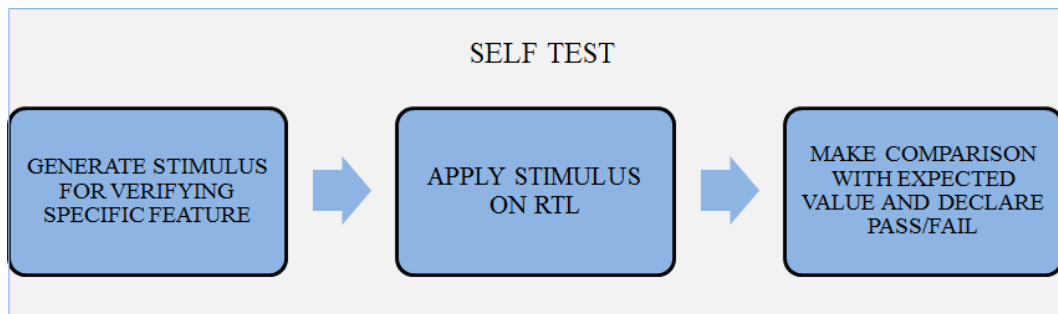 SELF TEST
GENERATE STIMULUS
FOR VERIFYING
SPECIFIC FEATURE
APPLY STIMULUS
ON RTL
MAKE COMPARISON
WITH EXPECTED
VALUE AND DECLARE
PASS/FAIL